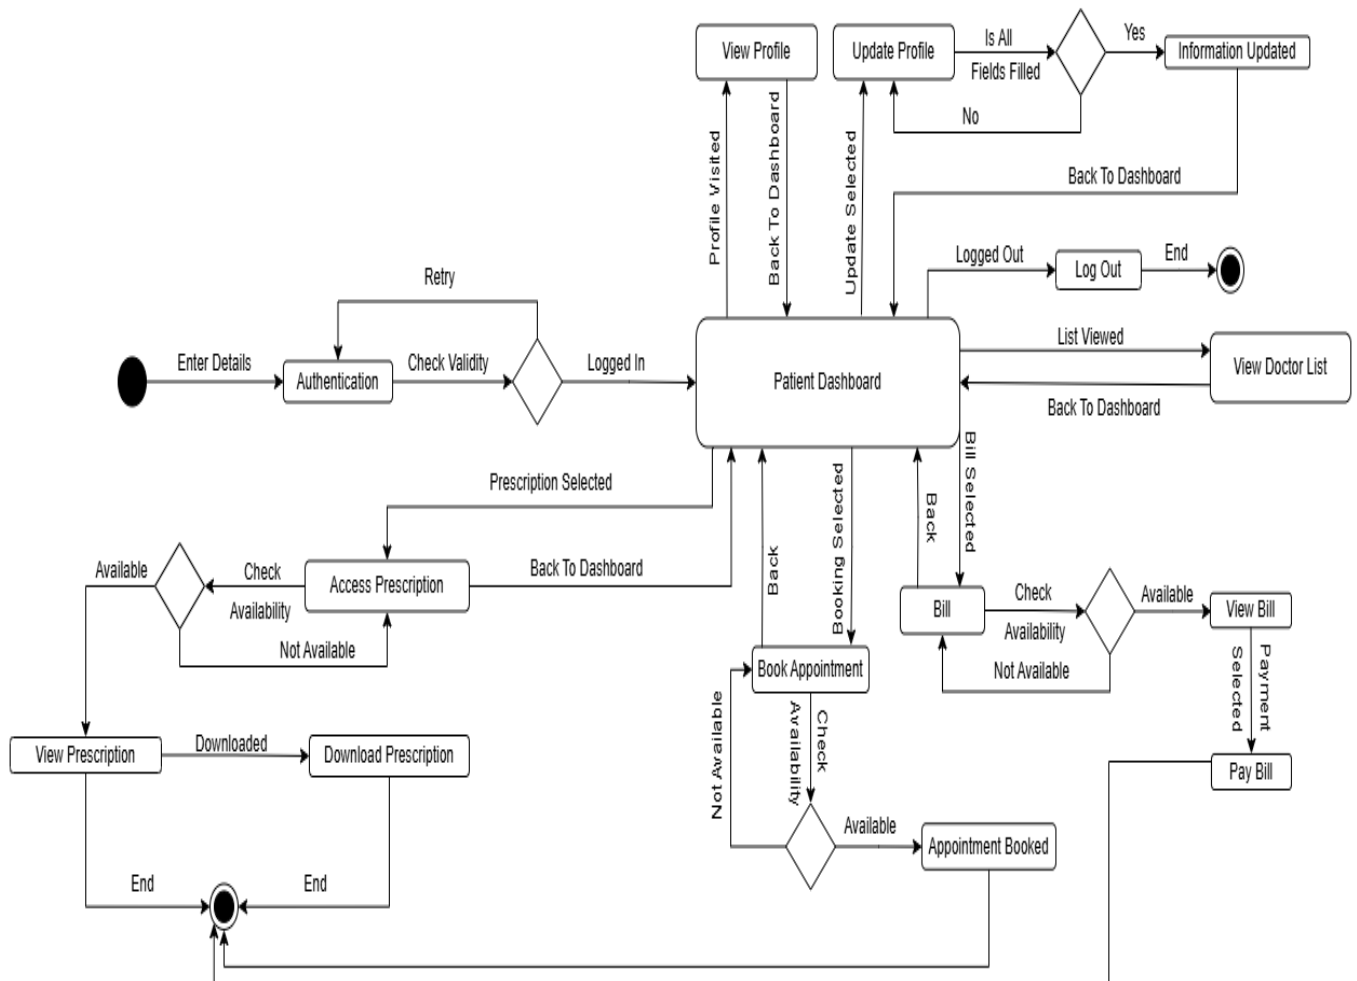 View Profile
Update Profile
Is All
Fields Filled
Yes
Information Updated
No
Profile Visited
Back To Dashboard
Update Selected
Back To Dashboard
Logged Out
Log Out
End
Retry
Enter Details
Authentication
Check Validity
Logged In
Patient Dashboard
List Viewed
View Doctor List
Back To Dashboard
Prescription Selected
Bill Selected
Back
Booking Selected
Back
Available
Check
Availability
Access Prescription
Back To Dashboard
Not Available
Bill
Check
Availability
Available
View Bill
Not Available
Payment
Selected
Book Appointment
Not Available
Check
Availability
View Prescription
Downloaded
Download Prescription
Pay Bill
Available
Appointment Booked
End
End